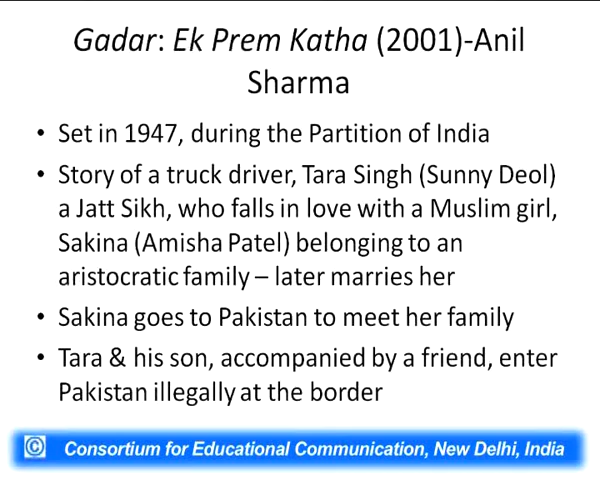 Gadar: Ek Prem Katha (2001)-Anil
Sharma
• Set in 1947, during the Partition of India
• Story of a truck driver, Tara Singh (Sunny Deol)
a Jatt Sikh, who falls in love with a Muslim girl,
Sakina (Amisha Patel) belonging to an
aristocratic family – later marries her
• Sakina goes to Pakistan to meet her family
• Tara & his son, accompanied by a friend, enter
Pakistan illegally at the border
© Consortium for Educational Communication, New Delhi, India